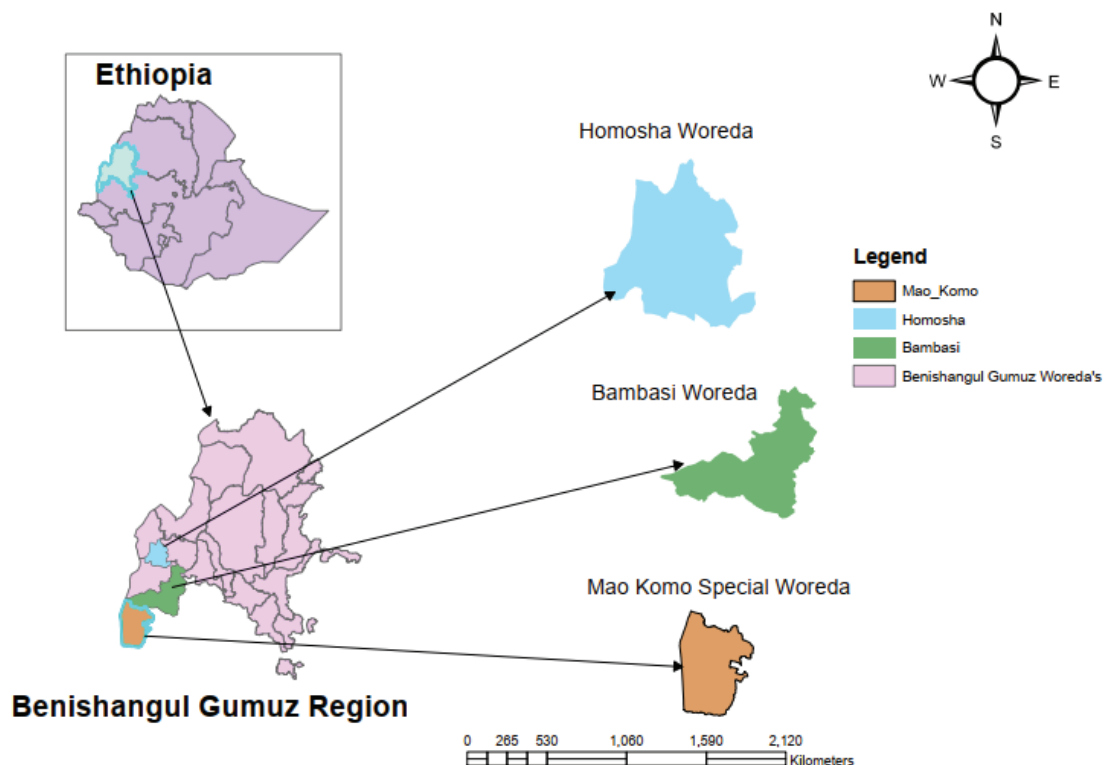 Ethiopia
N
W E
S
Homosha Woreda
Legend
Mao_Komo
Homosha
Bambasi
Benishangul Gumuz Woreda's
Bambasi Woreda
Mao Komo Special Woreda
Benishangul Gumuz Region
0 265 530 1,060 1,590 2,120
Kilometers